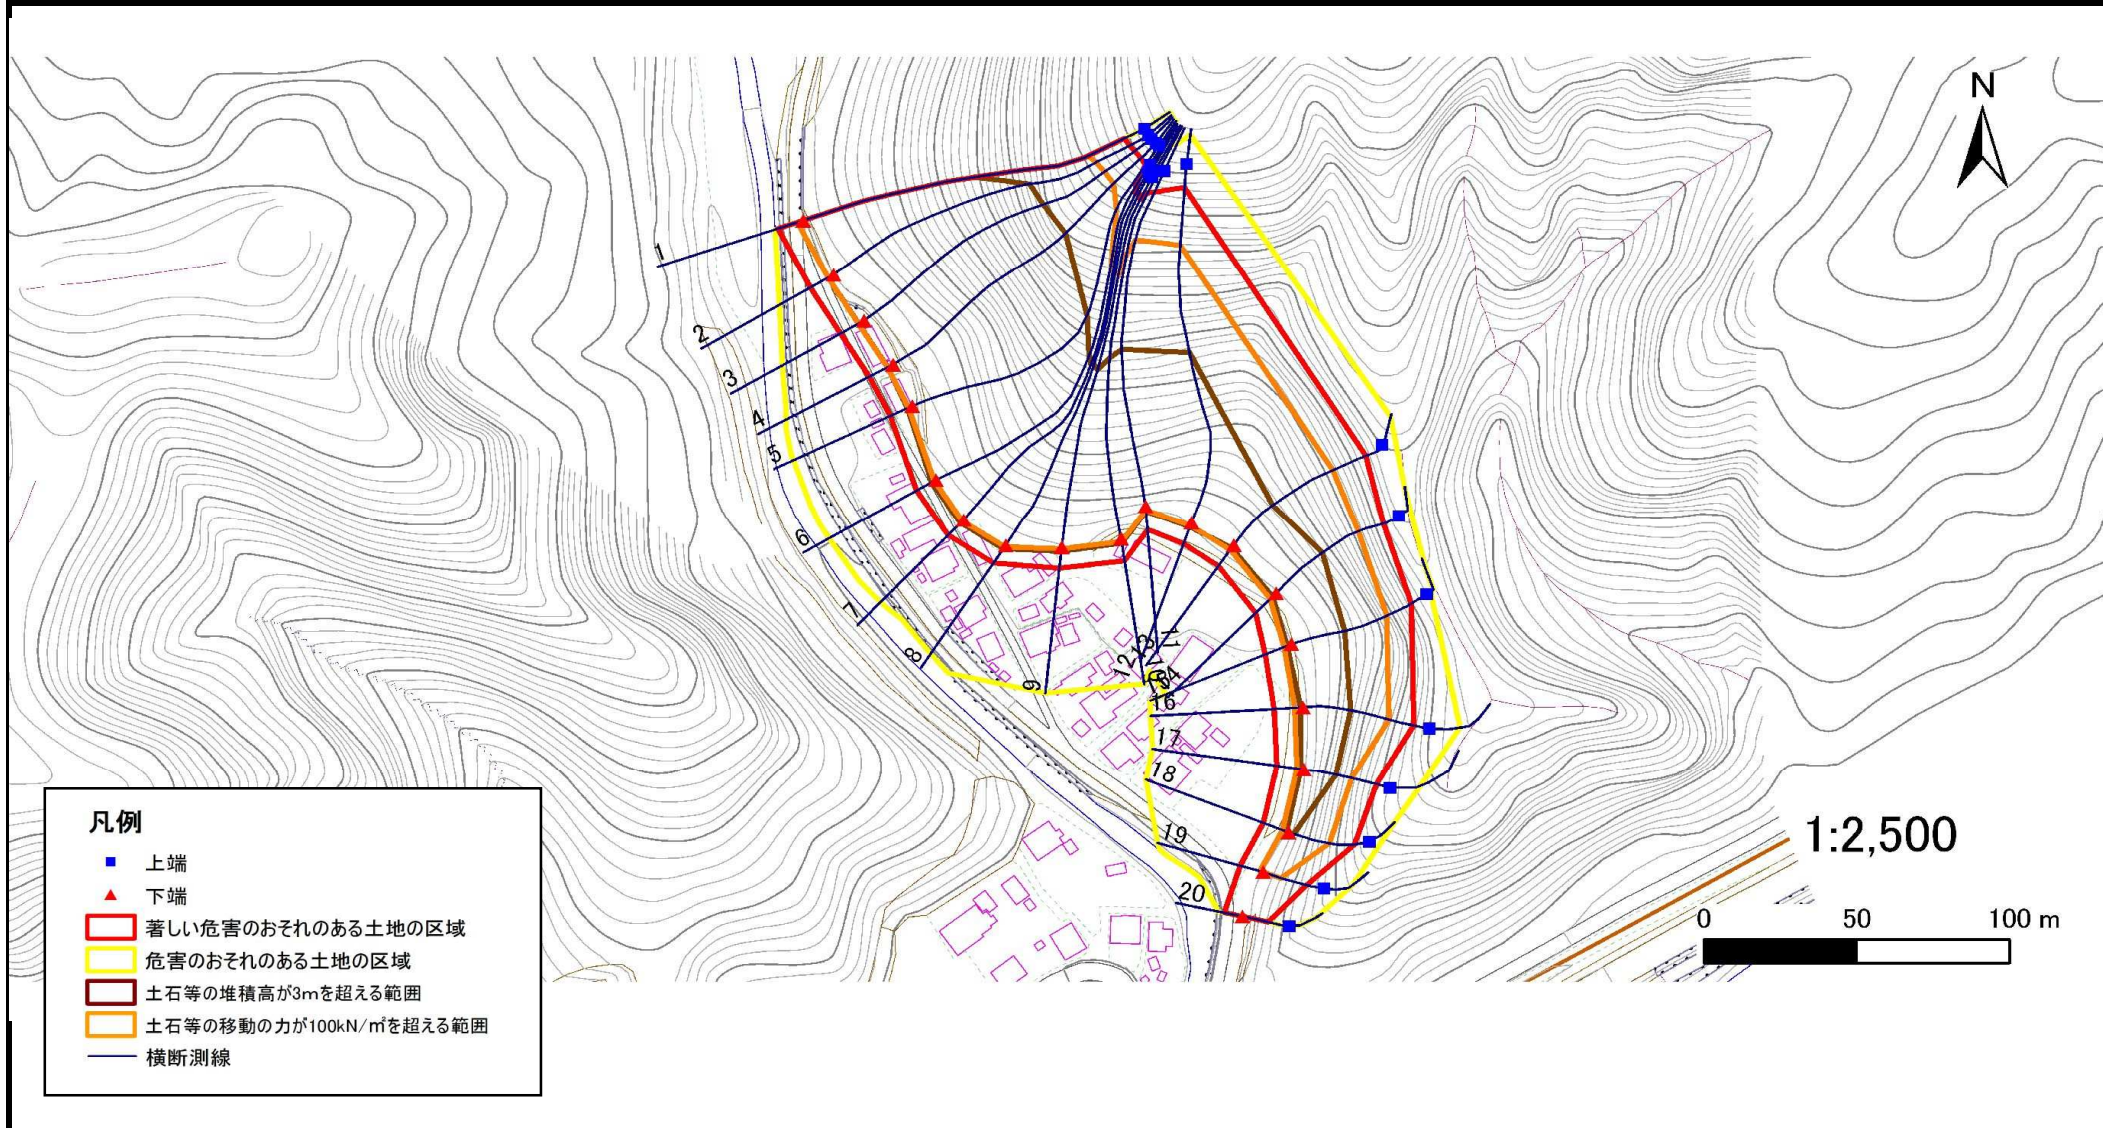 N
1
2
3
4
5
6
7
8
9
12
13
11
16
17
18
19
20
1:2,500
0 50 100 m
凡例
上端
下端
著しい危害のおそれのある土地の区域
危害のおそれのある土地の区域
土石等の堆積高が3mを超える範囲
土石等の移動の力が100kN/㎡を超える範囲
横断測線